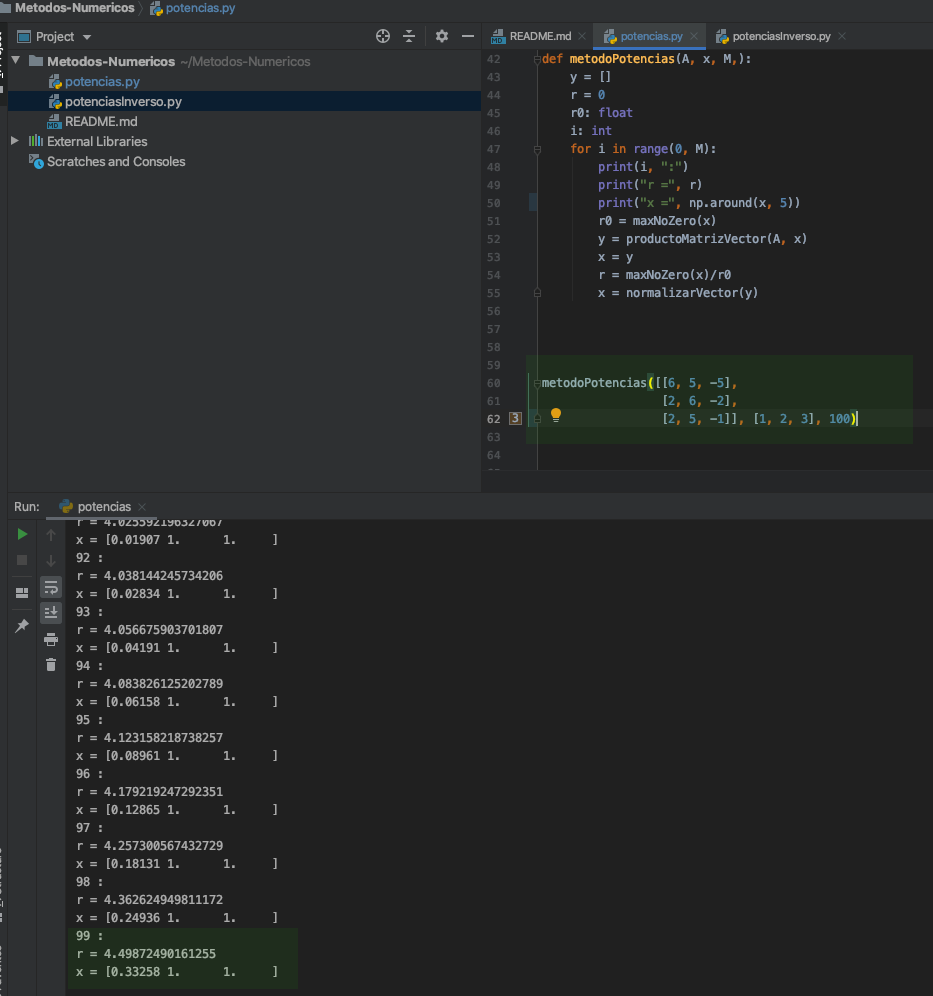 Metodos-Numericos
potencias.py
Project
README.md
potencias.py
potenciasInverso.py
Metodos-Numericos ~/Metodos-Numericos
potencias.py
potenciasInverso.py
README.md
External Libraries
Scratches and Consoles
42 def metodoPotencias(A, x, M,):
43 y = []
44 r = 0
45 r0: float
46 i: int
47 for i in range(0, M):
48 print(i, ":")
49 print("r =", r)
50 print("x =", np.around(x, 5))
51 r0 = maxNoZero(x)
52 y = productoMatrizVector(A, x)
53 x = y
54 r = maxNoZero(x)/r0
55 x = normalizarVector(y)
56
57
58
59
60 metodoPotencias([[6, 5, -5],
61 [2, 6, -2],
62 3 [2, 5, -1]], [1, 2, 3], 100)
63
64
Run: potencias
r = 4.025592196327067
x = [0.01907 1. 1. ]
92 :
r = 4.038144245734206
x = [0.02834 1. 1. ]
93 :
r = 4.056675903701807
x = [0.04191 1. 1. ]
94 :
r = 4.083826125202789
x = [0.06158 1. 1. ]
95 :
r = 4.123158218738257
x = [0.08961 1. 1. ]
96 :
r = 4.179219247292351
x = [0.12865 1. 1. ]
97 :
r = 4.257300567432729
x = [0.18131 1. 1. ]
98 :
r = 4.362624949811172
x = [0.24936 1. 1. ]
99 :
r = 4.49872490161255
x = [0.33258 1. 1. ]